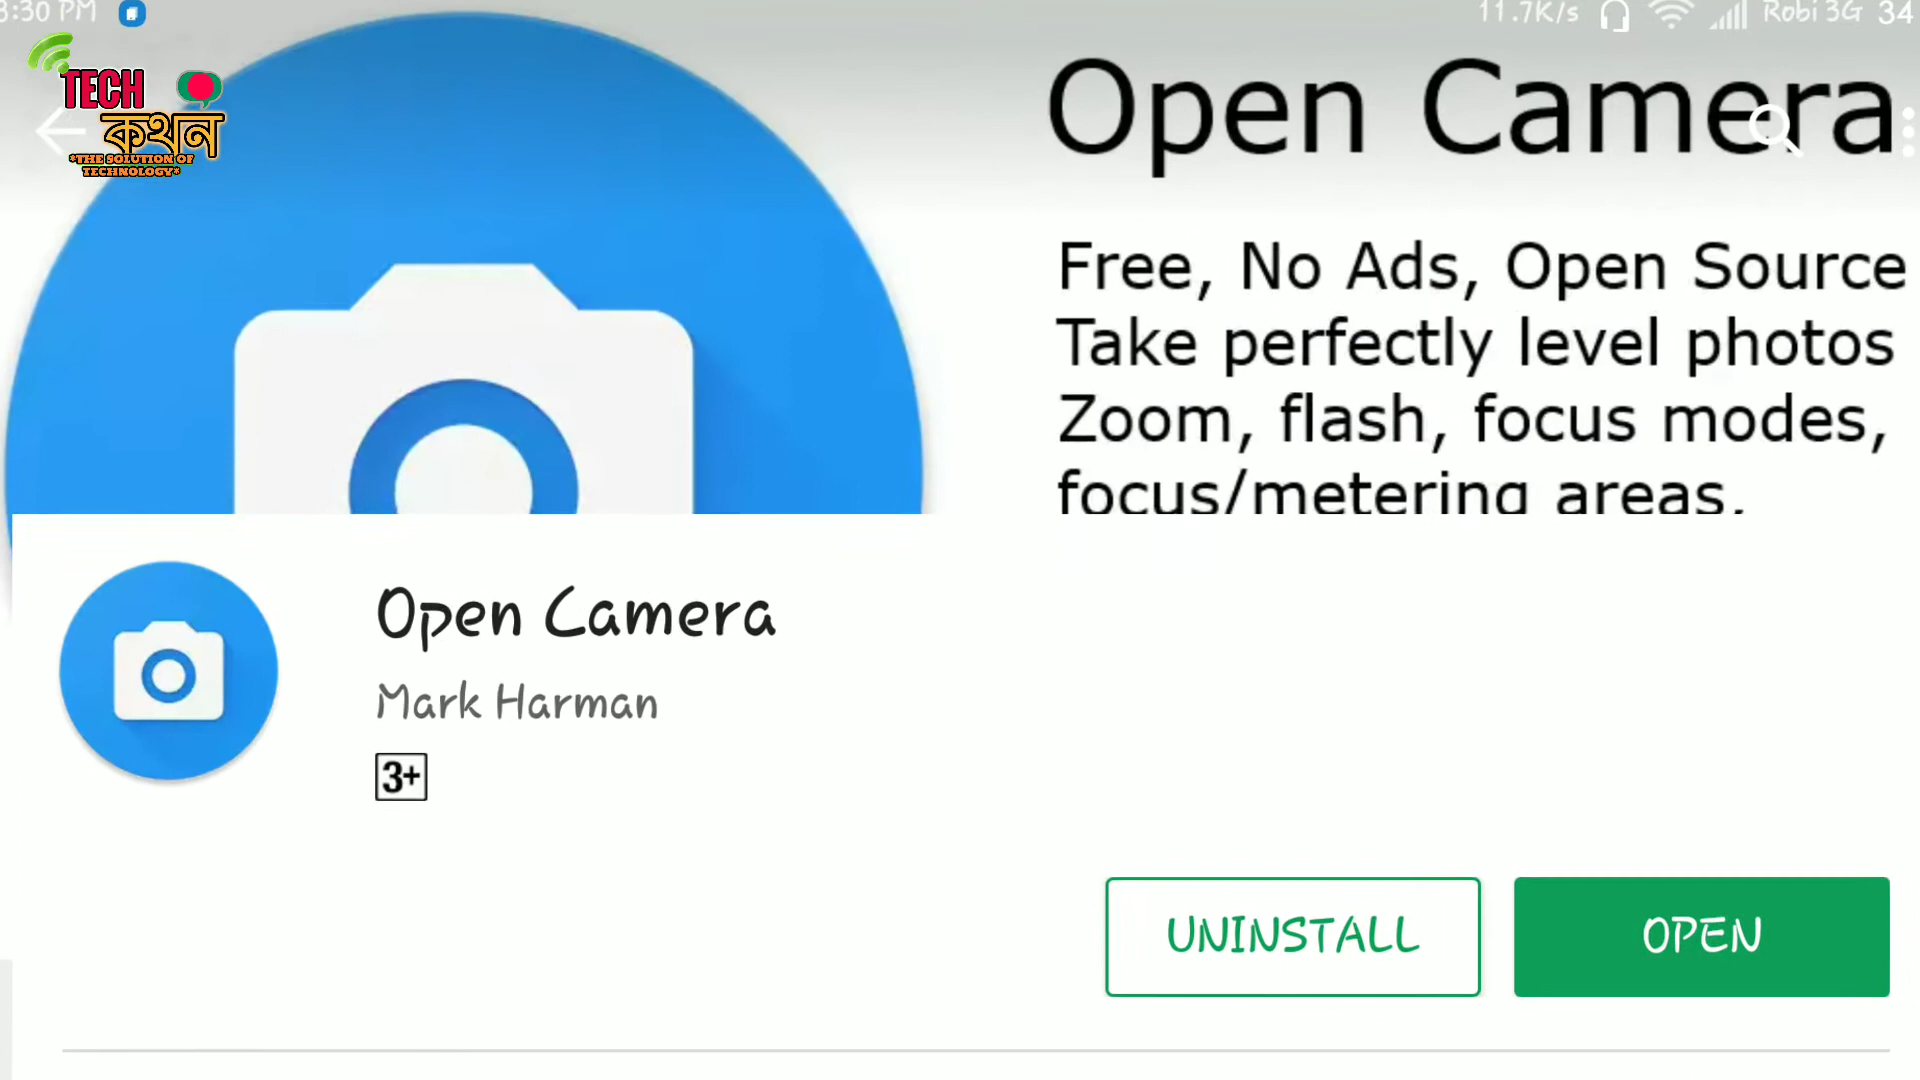 :30 PM
11.7K/s Robi 3G 34
TECH
কথন
*THE SOLUTION OF
TECHNOLOGY*
Open Camera
Free, No Ads, Open Source
Take perfectly level photos
Zoom, flash, focus modes,
focus/metering areas,
Open Camera
Mark Harman
3+
UNINSTALL
OPEN